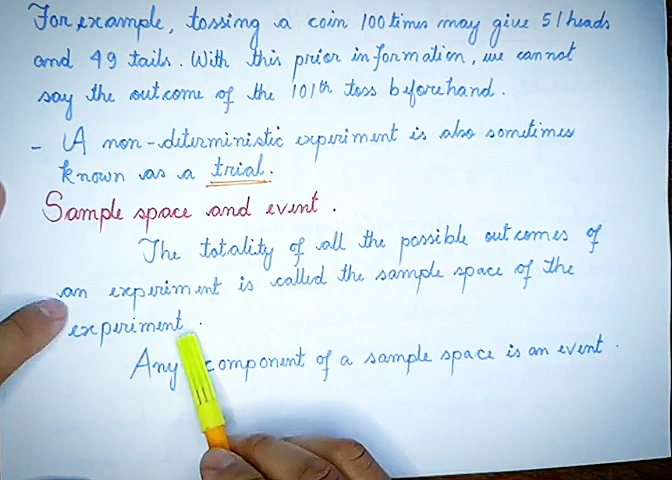 For example, tossing a coin 100 times may give 51 heads
and 49 tails. With this prior information, we cannot
say the outcome of the 101th toss beforehand.
- A non-deterministic experiment is also sometimes
known as a trial.
Sample space and event.
The totality of all the possible outcomes of
an experiment is called the sample space of the
experiment.
Any component of a sample space is an event.